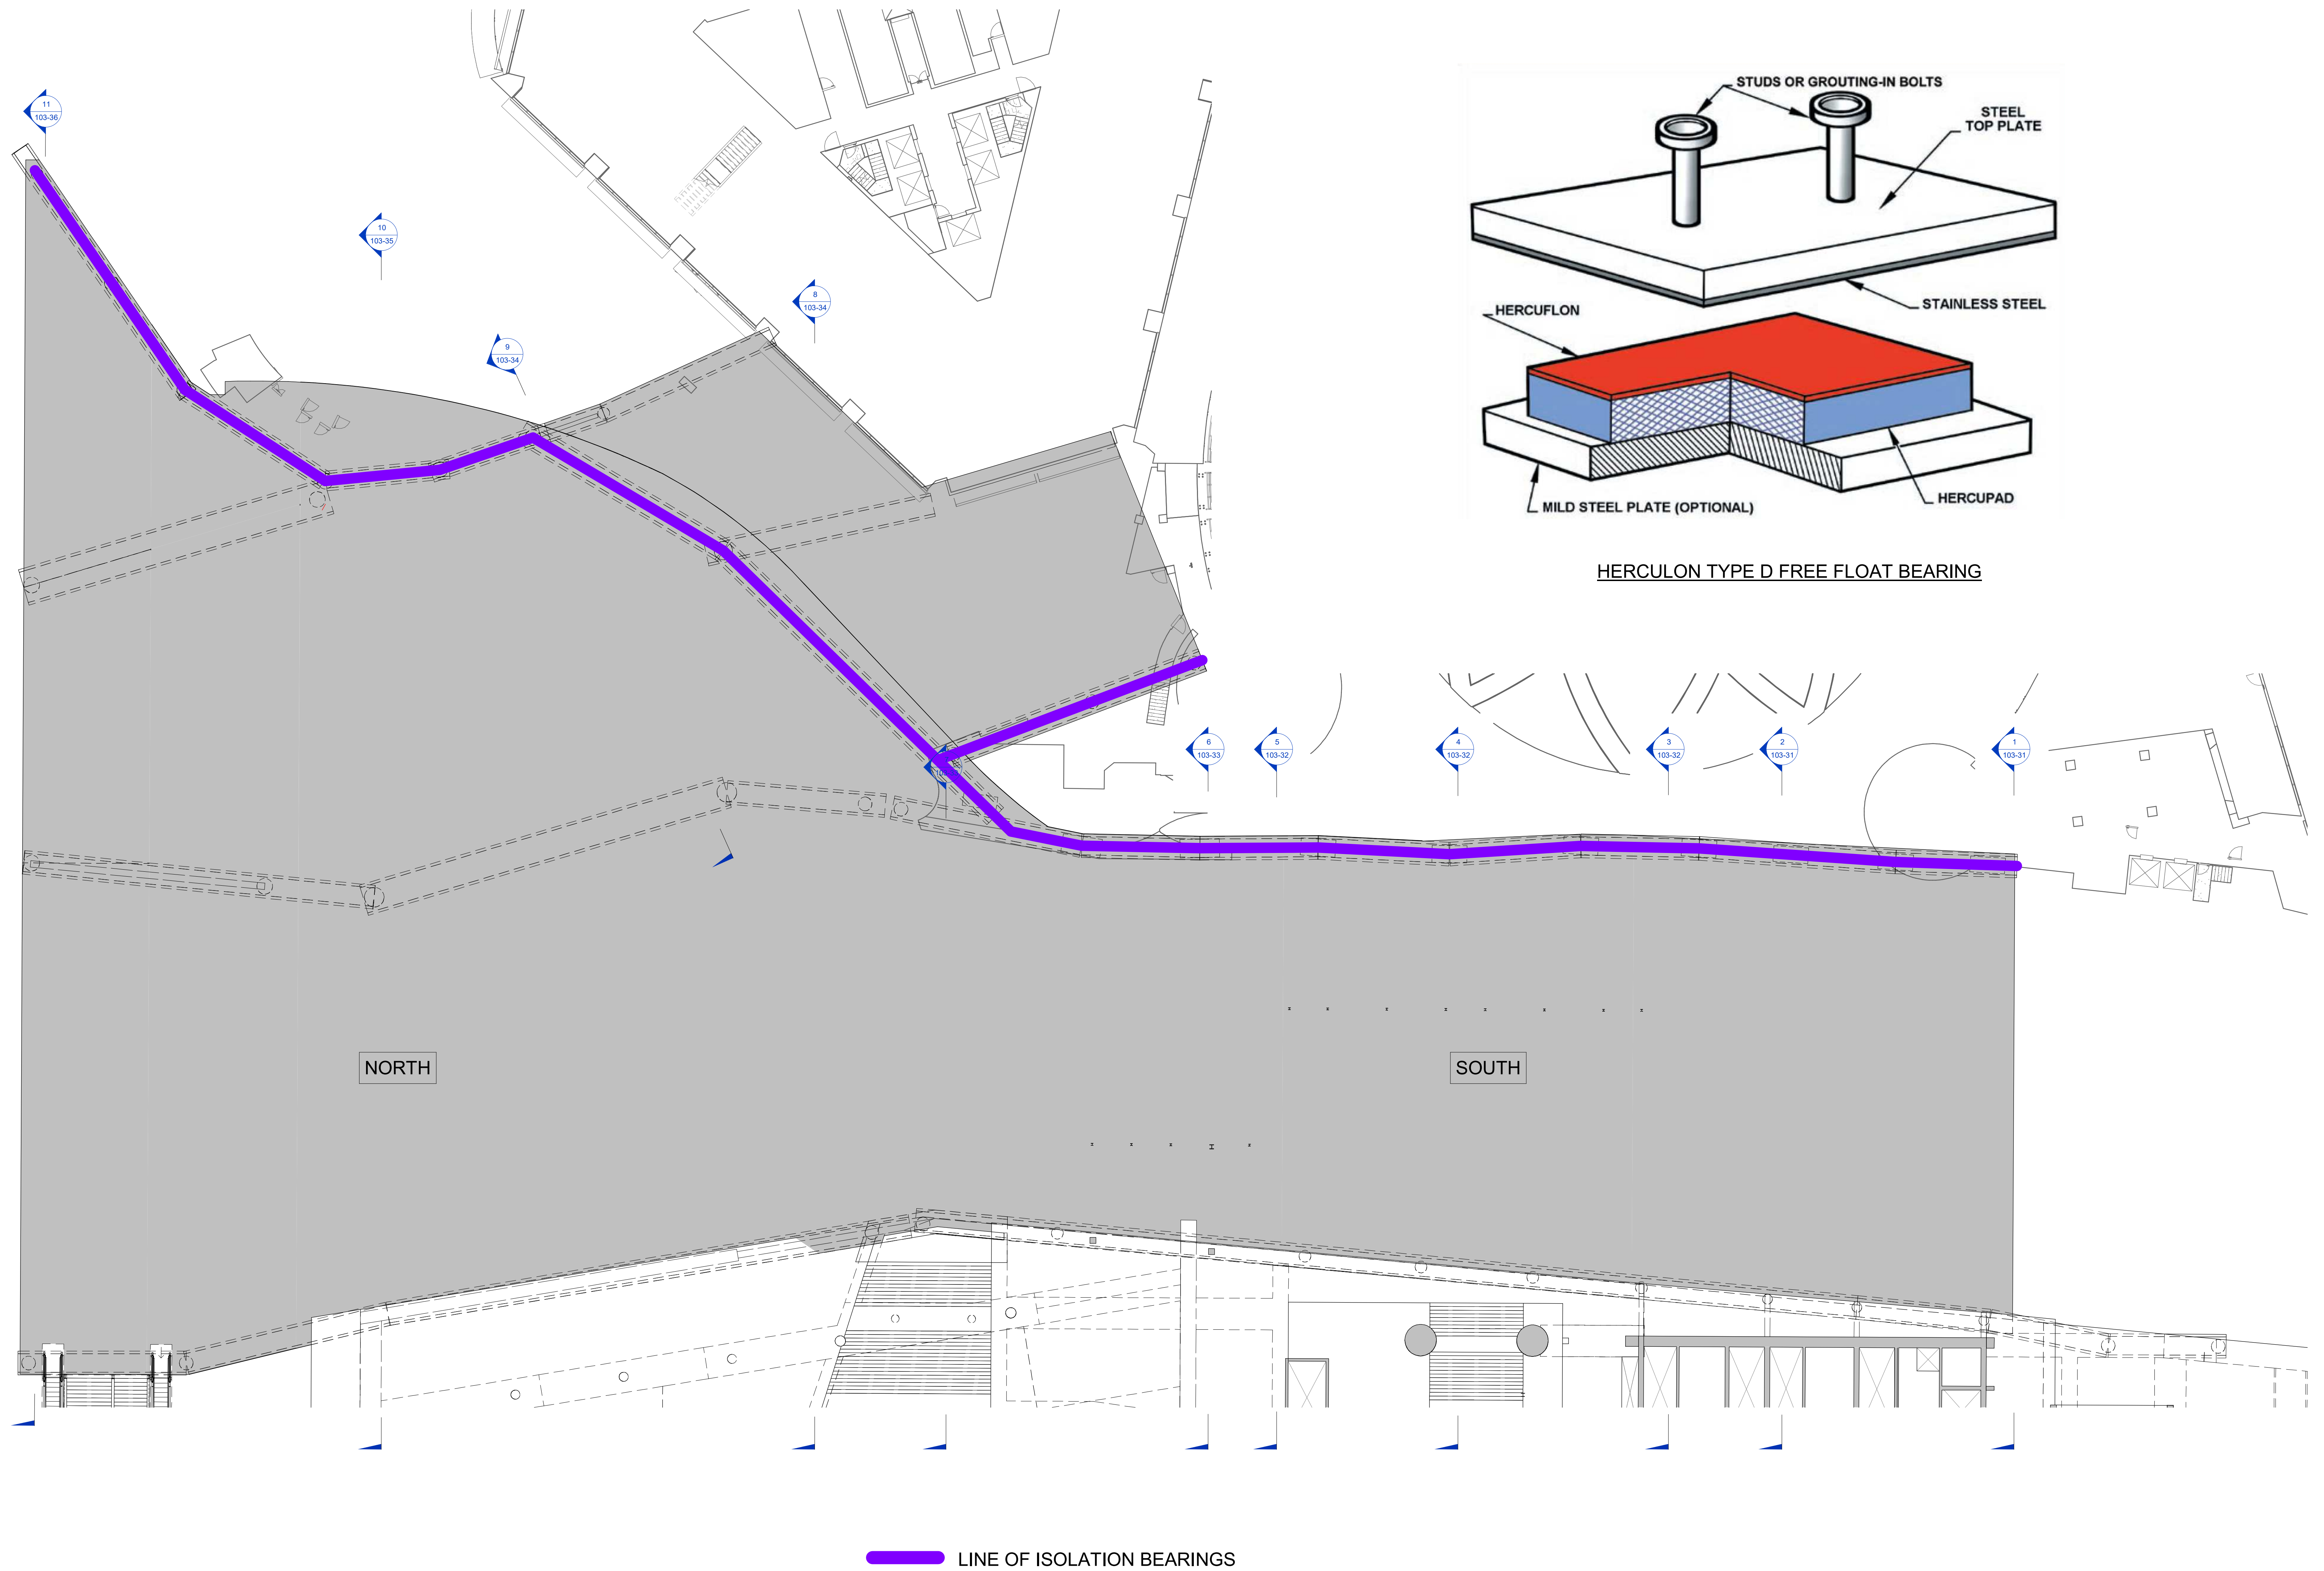 STUDS OR GROUTING-IN BOLTS
STEEL
TOP PLATE
STAINLESS STEEL
HERCUFLON
HERCUPAD
MILD STEEL PLATE (OPTIONAL)
HERCULON TYPE D FREE FLOAT BEARING
11
103-36
10
103-35
9
103-34
8
103-34
4
6
103-33
5
103-32
4
103-32
3
103-32
2
103-31
1
103-31
NORTH
SOUTH
LINE OF ISOLATION BEARINGS